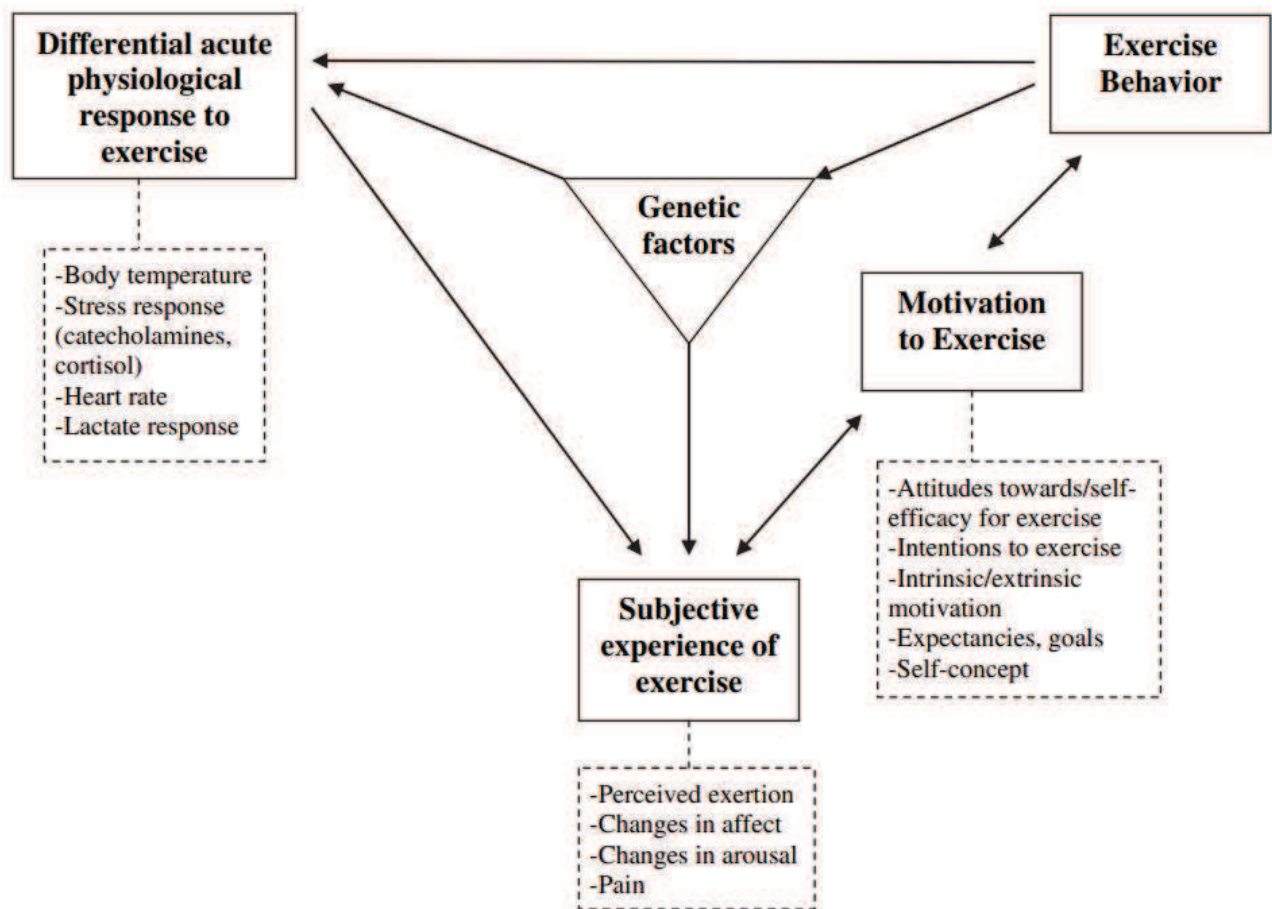 Differential acute
physiological
response to
exercise
Exercise
Behavior
Genetic
factors
-Body temperature
-Stress response
(catecholamines,
cortisol)
-Heart rate
-Lactate response
Motivation
to Exercise
-Attitudes towards/self-
efficacy for exercise
-Intentions to exercise
-Intrinsic/extrinsic
motivation
-Expectancies, goals
-Self-concept
Subjective
experience of
exercise
-Perceived exertion
-Changes in affect
-Changes in arousal
-Pain